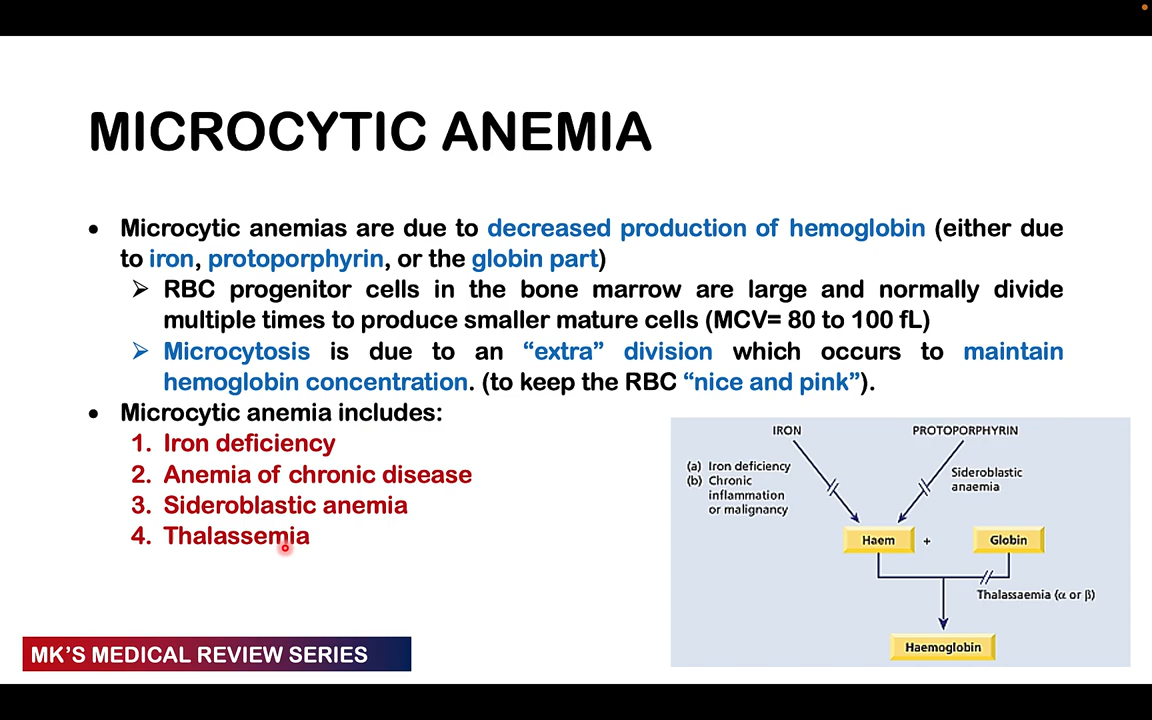 MICROCYTIC ANEMIA
• Microcytic anemias are due to decreased production of hemoglobin (either due
to iron, protoporphyrin, or the globin part)
➢ RBC progenitor cells in the bone marrow are large and normally divide
multiple times to produce smaller mature cells (MCV= 80 to 100 fL)
➢ Microcytosis is due to an “extra” division which occurs to maintain
hemoglobin concentration. (to keep the RBC “nice and pink”).
• Microcytic anemia includes:
1. Iron deficiency
2. Anemia of chronic disease
3. Sideroblastic anemia
4. Thalassemia
IRON
PROTOPORPHYRIN
(a) Iron deficiency
(b) Chronic
inflammation
or malignancy
Sideroblastic
anaemia
Haem + Globin
Thalassaemia (α or β)
Haemoglobin
MK’S MEDICAL REVIEW SERIES